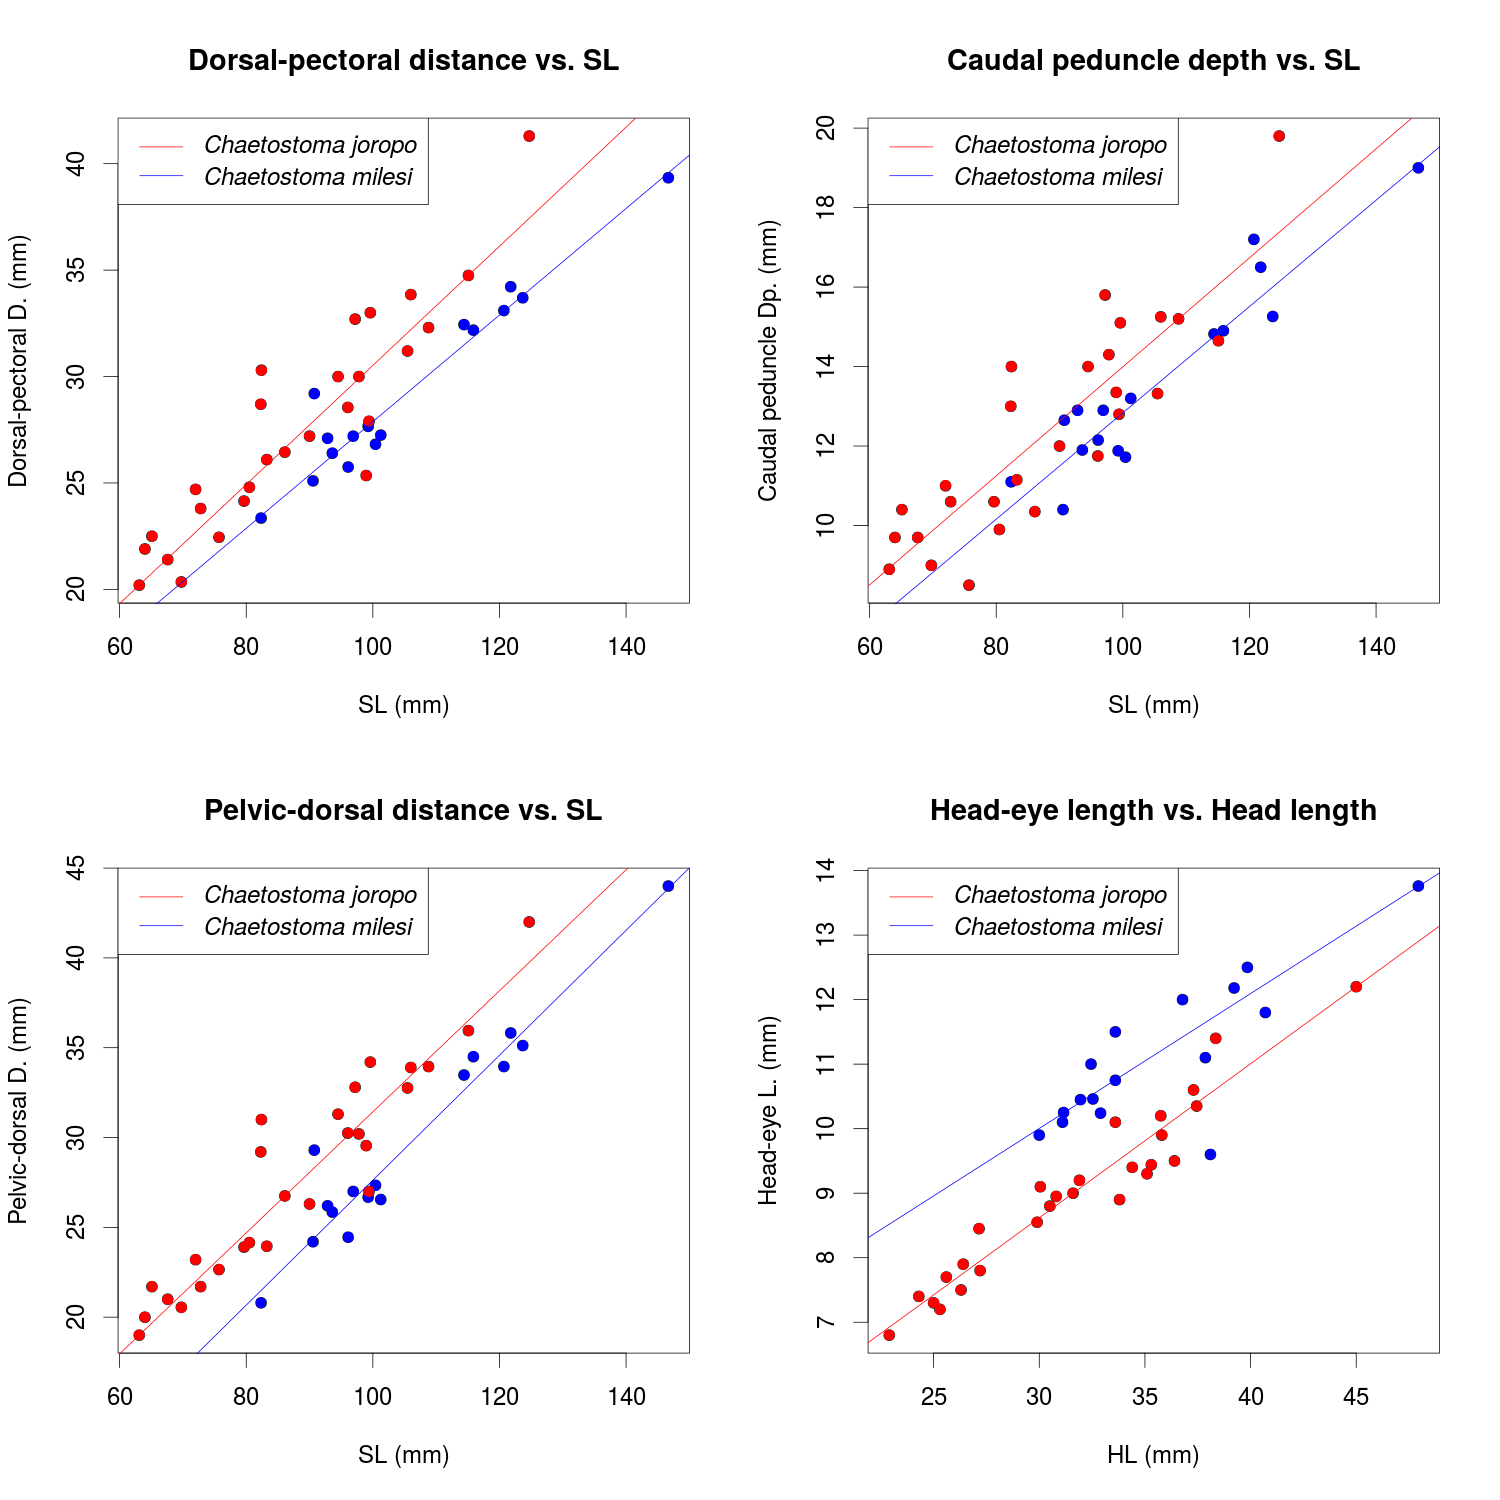 Dorsal-pectoral distance vs. SL
Chaetostoma joropo
Chaetostoma milesi
Dorsal-pectoral D. (mm)
40
35
30
25
20
60 80 100 120 140
SL (mm)
Caudal peduncle depth vs. SL
Chaetostoma joropo
Chaetostoma milesi
Caudal peduncle Dp. (mm)
20
18
16
14
12
10
60 80 100 120 140
SL (mm)
Pelvic-dorsal distance vs. SL
Chaetostoma joropo
Chaetostoma milesi
Pelvic-dorsal D. (mm)
45
40
35
30
25
20
60 80 100 120 140
SL (mm)
Head-eye length vs. Head length
Chaetostoma joropo
Chaetostoma milesi
Head-eye L. (mm)
14
13
12
11
10
9
8
7
25 30 35 40 45
HL (mm)